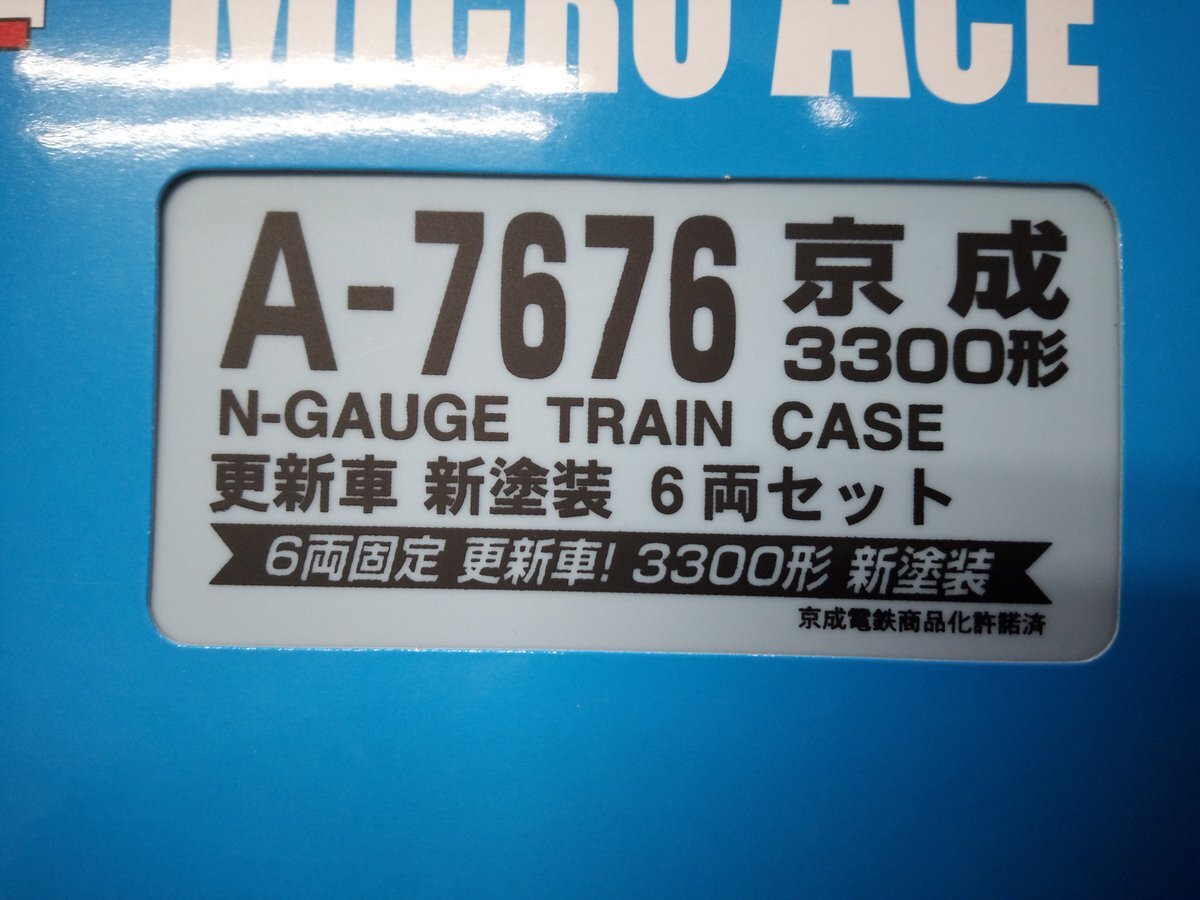 MICRO ACE
A-7676 京成
3300形
N-GAUGE TRAIN CASE
更新車 新塗装 6両セット
6両固定 更新車! 3300形 新塗装
京成電鉄商品化許諾済